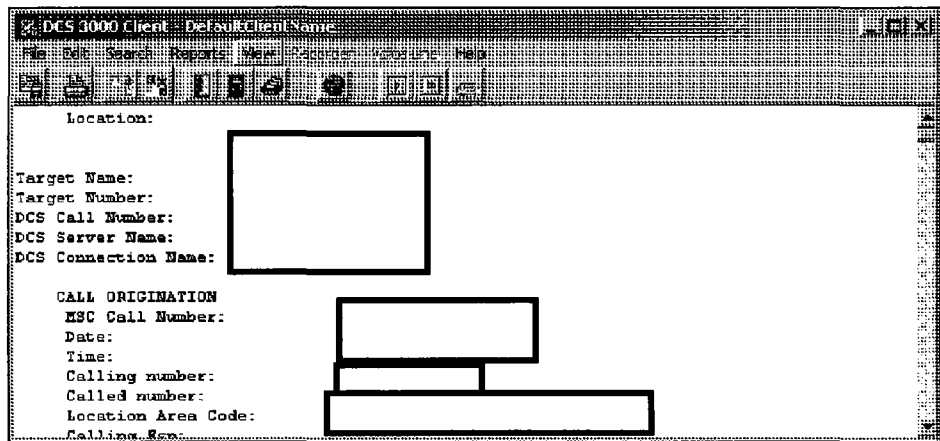 DCS 3000 Client - DefaultClientName
File Edit Search Reports View Help
Location:
Target Name:
Target Number:
DCS Call Number:
DCS Server Name:
DCS Connection Name:
CALL ORIGINATION
MSC Call Number:
Date:
Time:
Calling number:
Called number:
Location Area Code:
Calling